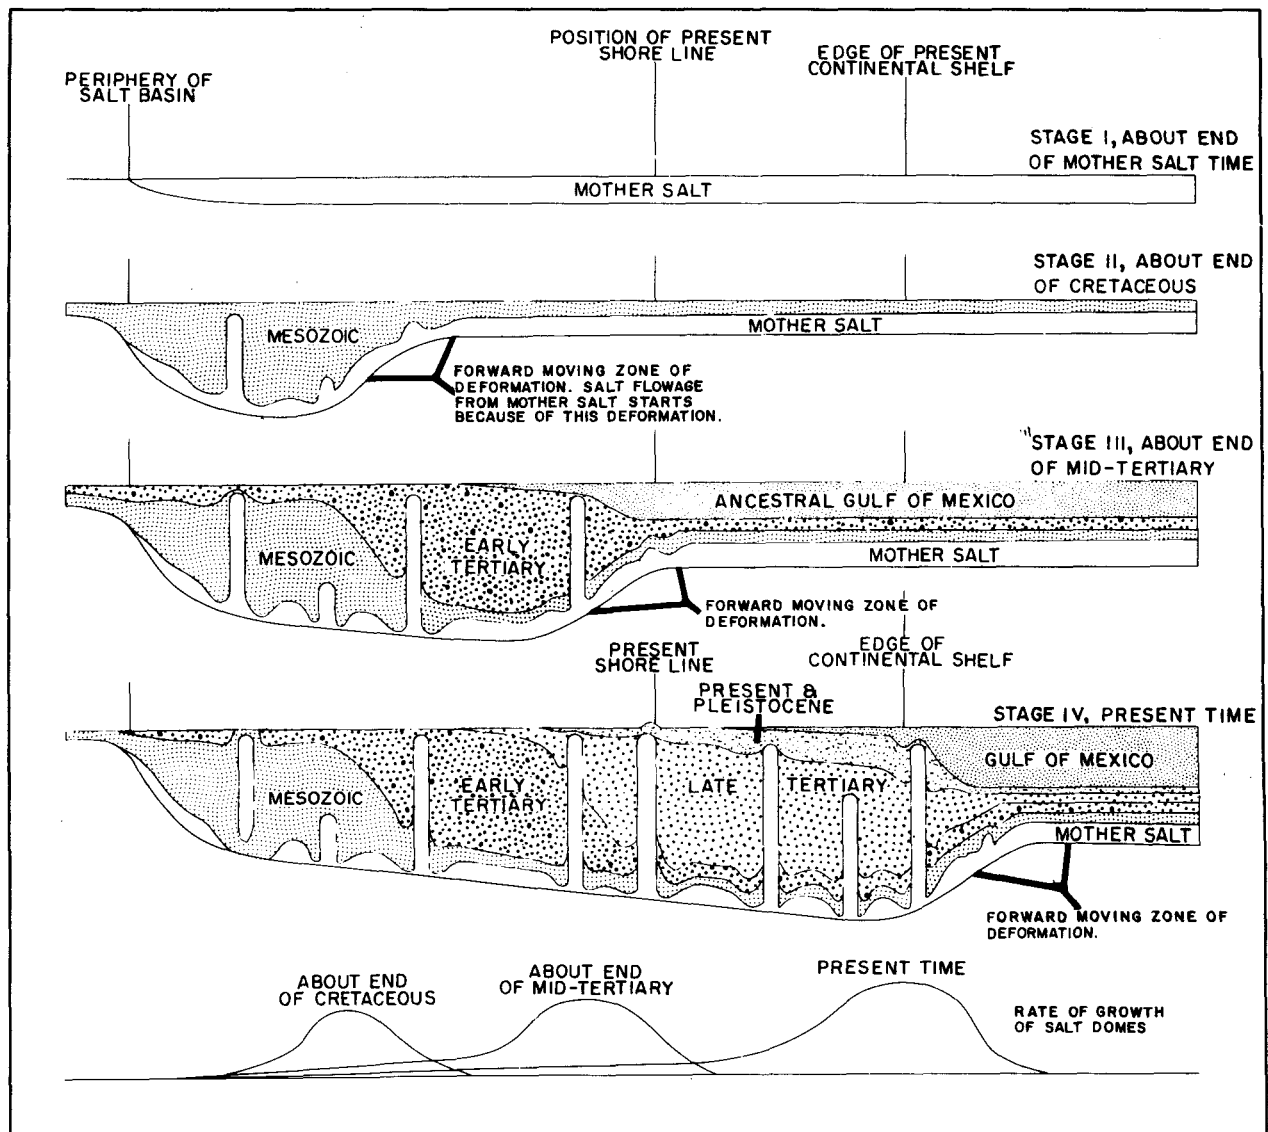 POSITION OF PRESENT
SHORE LINE
EDGE OF PRESENT
CONTINENTAL SHELF
PERIPHERY OF
SALT BASIN
STAGE I, ABOUT END
OF MOTHER SALT TIME
MOTHER SALT
STAGE II, ABOUT END
OF CRETACEOUS
MESOZOIC
MOTHER SALT
FORWARD MOVING ZONE OF
DEFORMATION. SALT FLOWAGE
FROM MOTHER SALT STARTS
BECAUSE OF THIS DEFORMATION.
STAGE III, ABOUT END
OF MID-TERTIARY
ANCESTRAL GULF OF MEXICO
MESOZOIC
EARLY
TERTIARY
MOTHER SALT
FORWARD MOVING ZONE OF
DEFORMATION.
PRESENT
SHORE LINE
EDGE OF
CONTINENTAL SHELF
PRESENT &
PLEISTOCENE
STAGE IV, PRESENT TIME
GULF OF MEXICO
MESOZOIC
EARLY
TERTIARY
LATE TERTIARY
MOTHER SALT
FORWARD MOVING ZONE OF
DEFORMATION.
ABOUT END
OF CRETACEOUS
ABOUT END
OF MID-TERTIARY
PRESENT TIME
RATE OF GROWTH
OF SALT DOMES